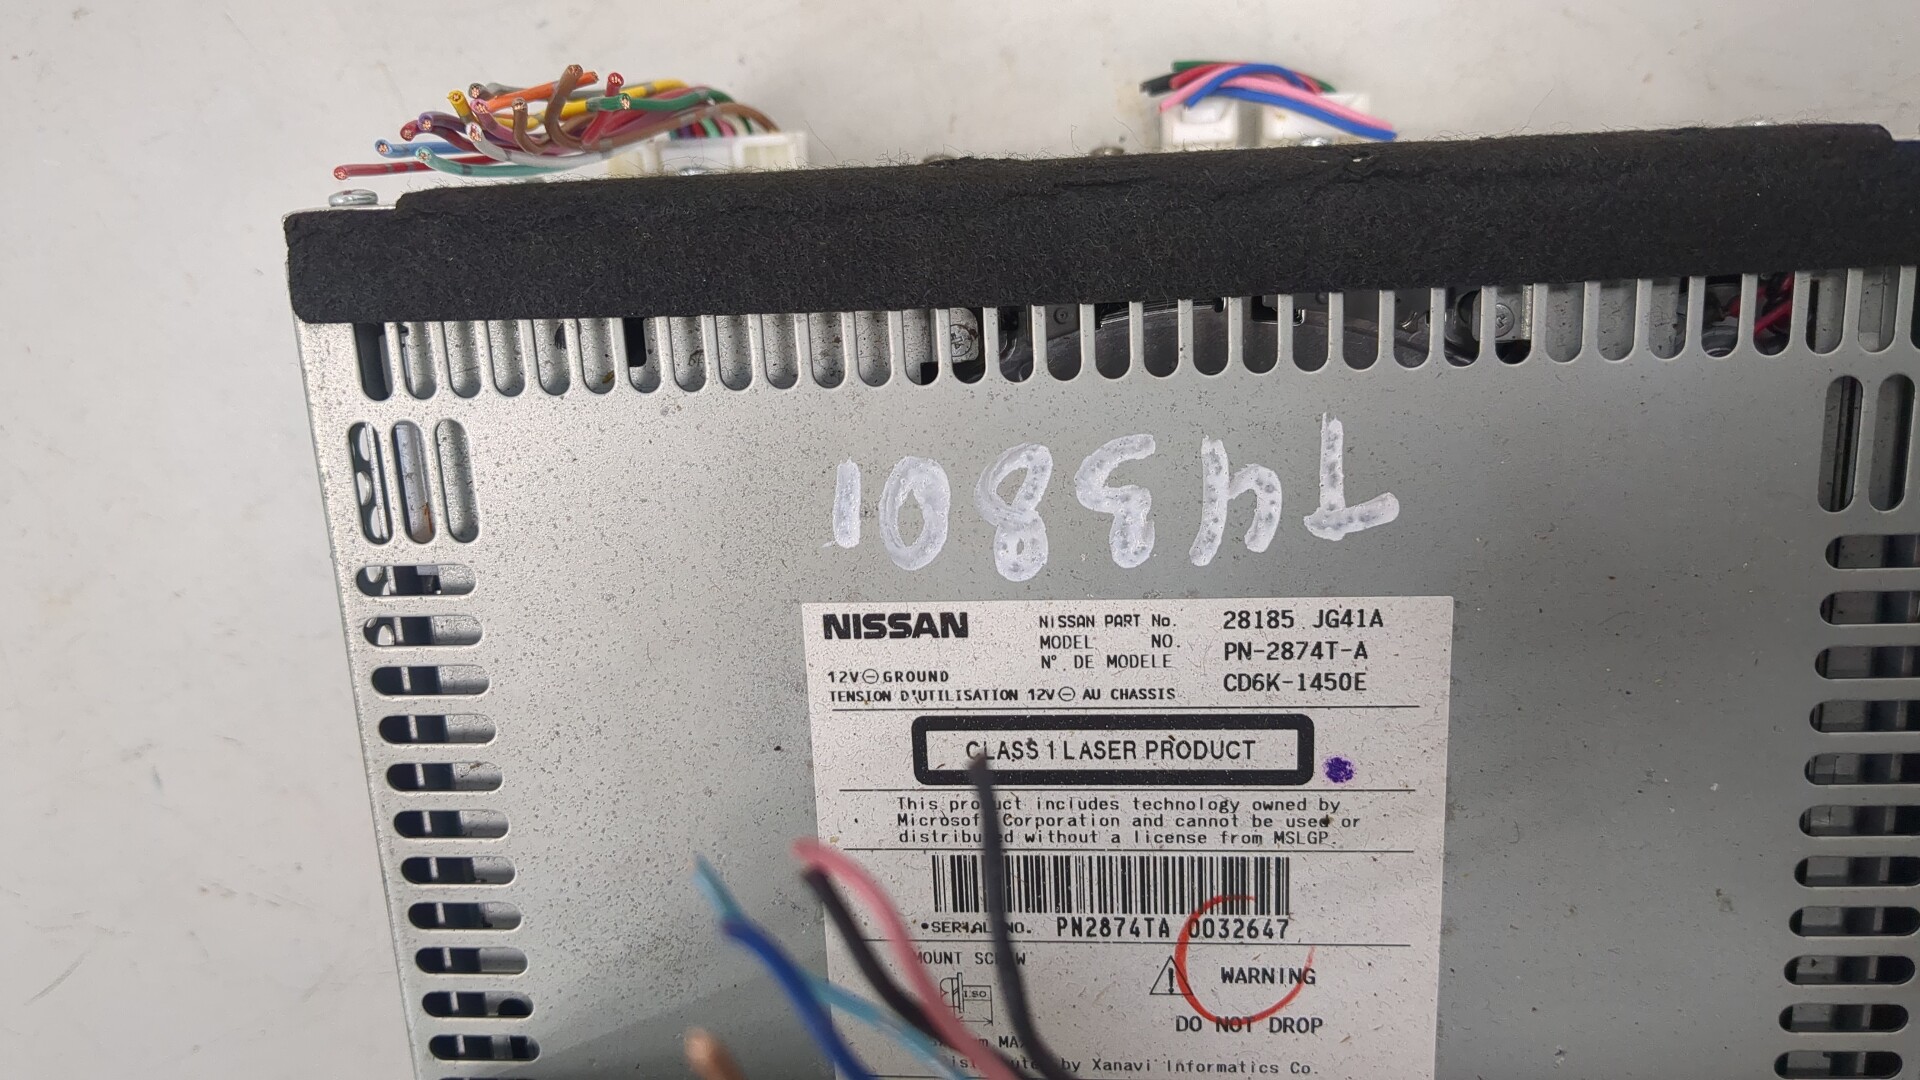 T43801
NISSAN
NISSAN PART No. 28185 JG41A
MODEL NO. PN-2874T-A
N° DE MODELE CD6K-1450E
12V⊖GROUND
TENSION D'UTILISATION 12V⊖ AU CHASSIS
CLASS 1 LASER PRODUCT
This product includes technology owned by
Microsoft Corporation and cannot be used or
distributed without a license from MSLGP.
•SERIAL NO. PN2874TA 0032647
MOUNT SCREW
ISO
WARNING
DO NOT DROP
MAX
by Xanavi Informatics Co.